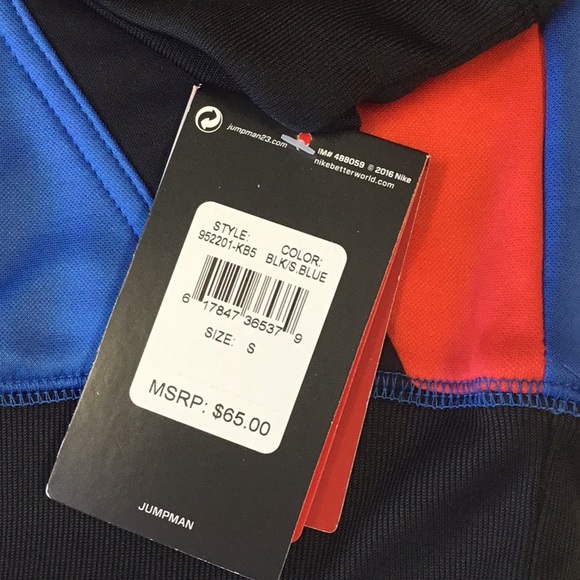 jumpman23.com
IM# 488059 © 2016 Nike
nikebetterworld.com
STYLE: COLOR:
952201-KB5 BLK/S.BLUE
6 17847 36537 9
SIZE: S
MSRP: $65.00
JUMPMAN